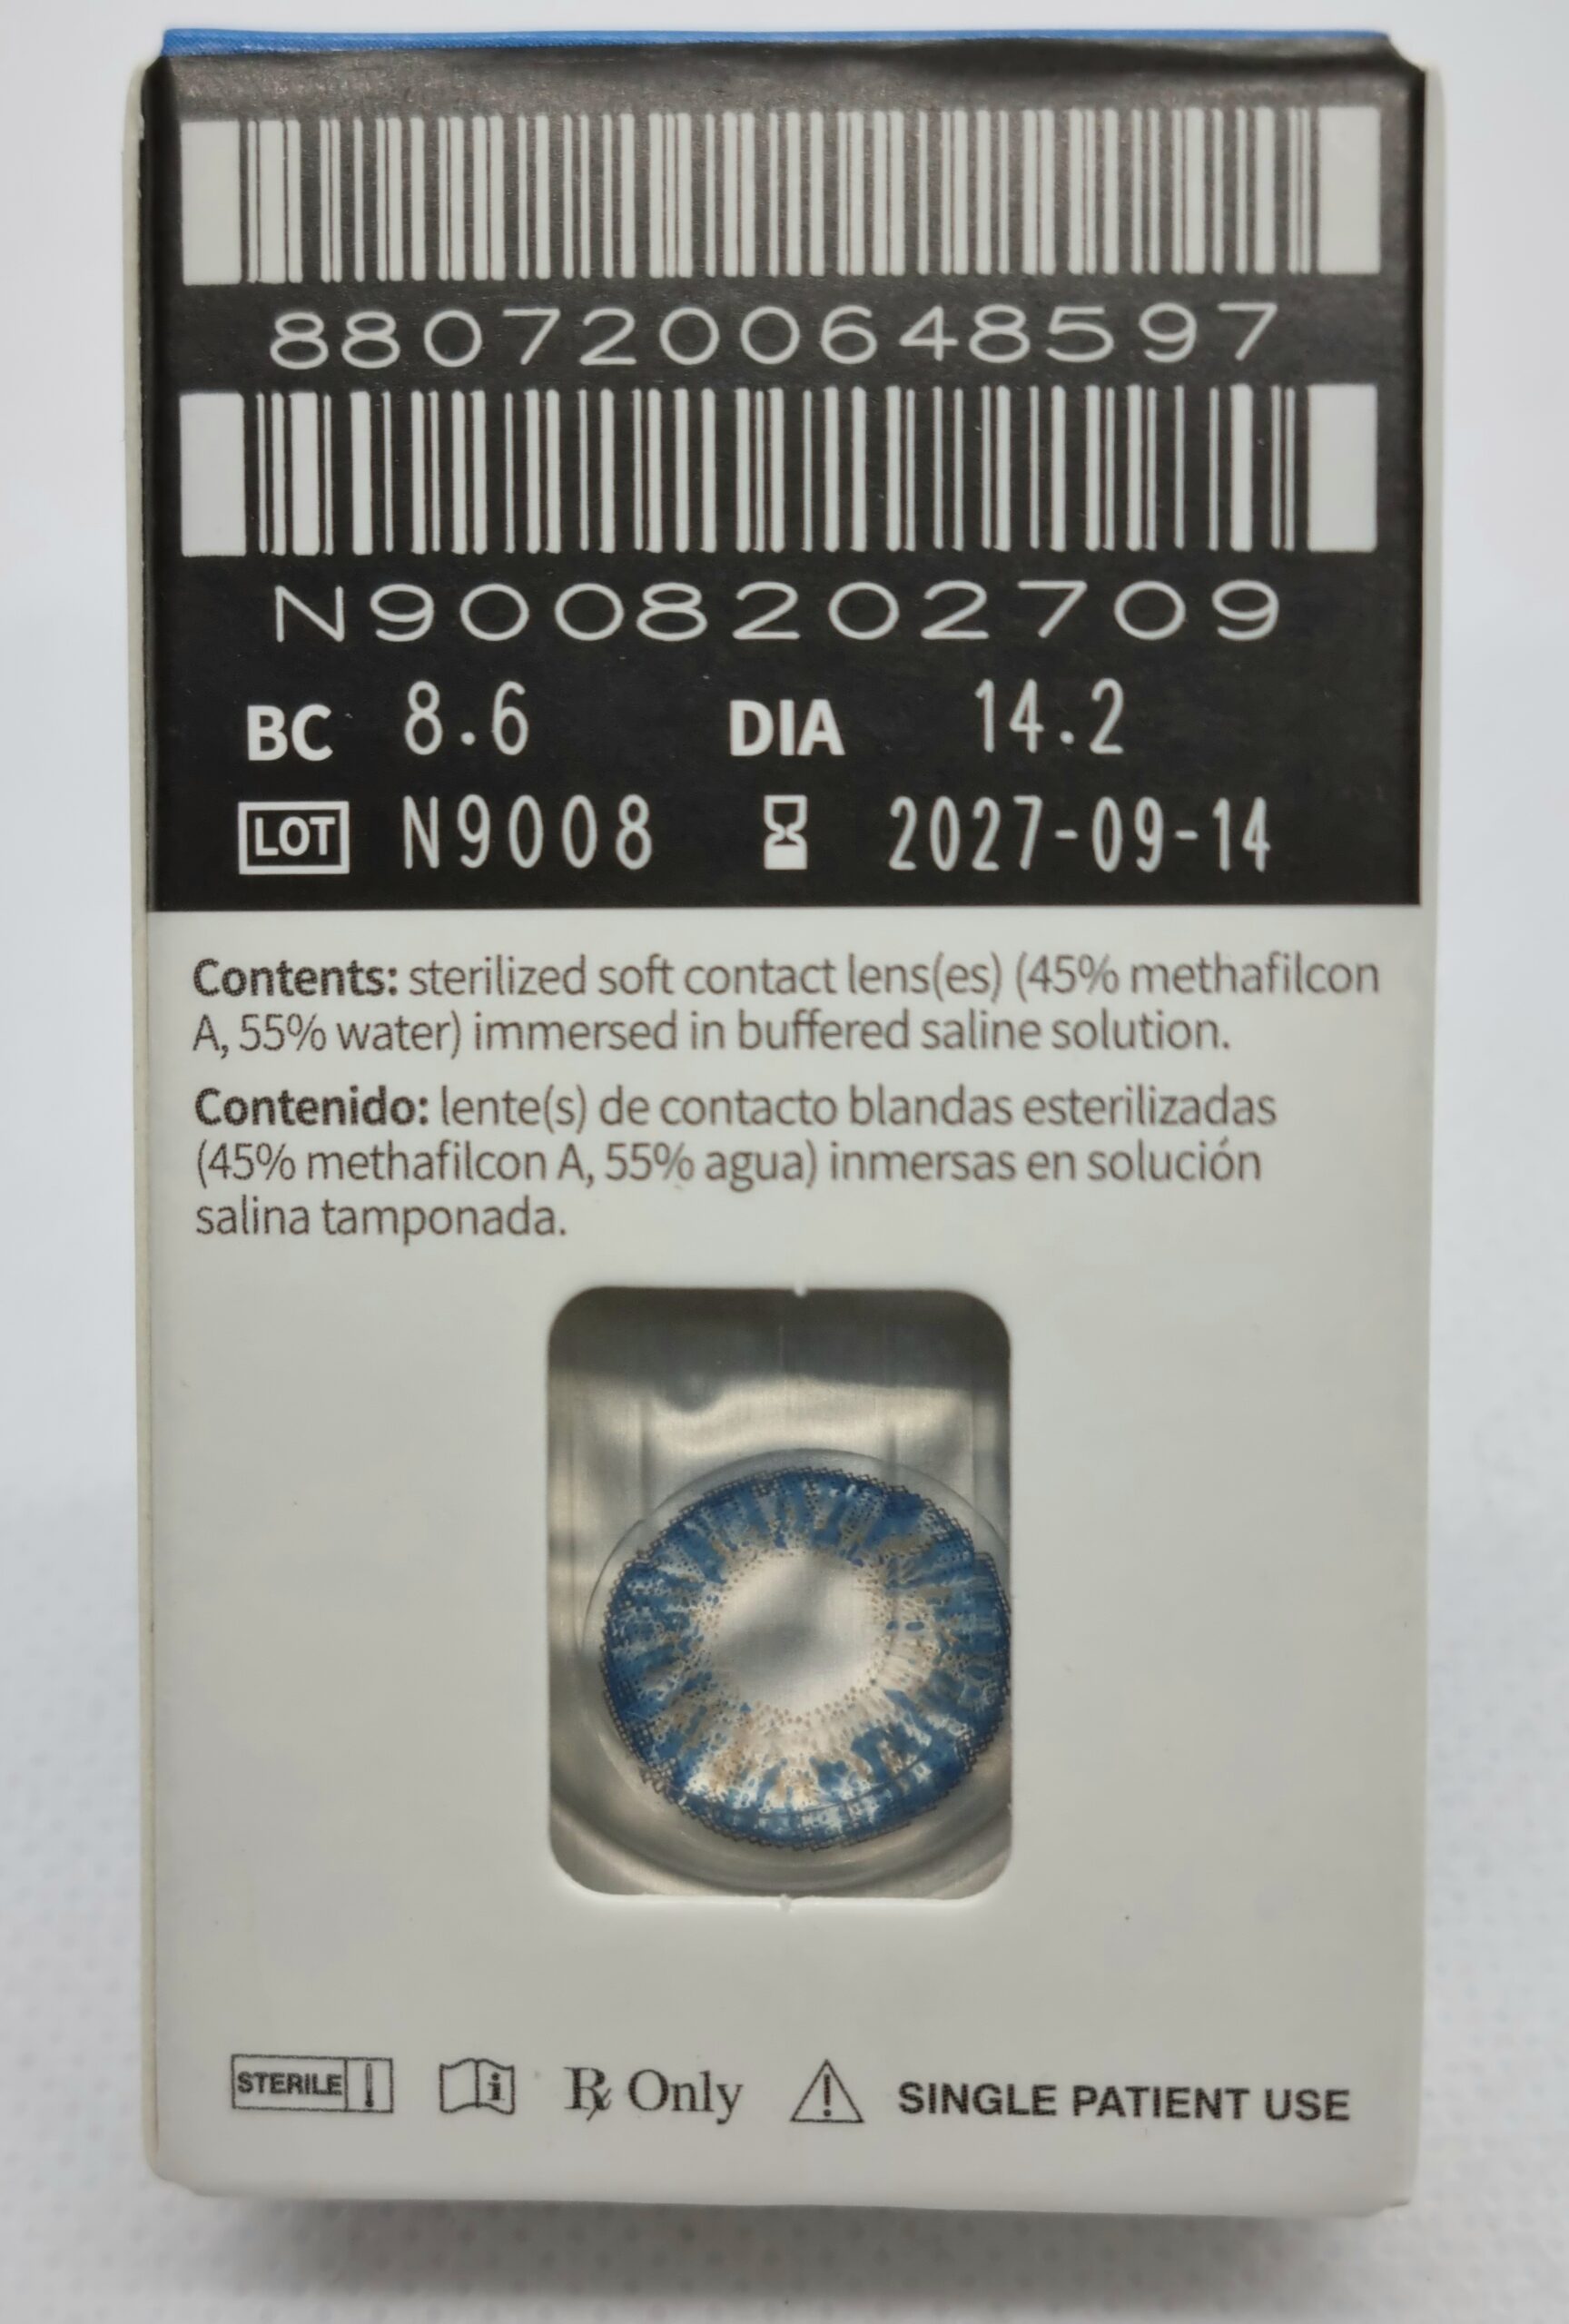 8807200648597
N9008202709
BC 8.6 DIA 14.2
LOT N9008 2027-09-14
Contents: sterilized soft contact lens(es) (45% methafilcon
A, 55% water) immersed in buffered saline solution.
Contenido: lente(s) de contacto blandas esterilizadas
(45% methafilcon A, 55% agua) inmersas en solución
salina tamponada.
STERILE i ℞ Only SINGLE PATIENT USE